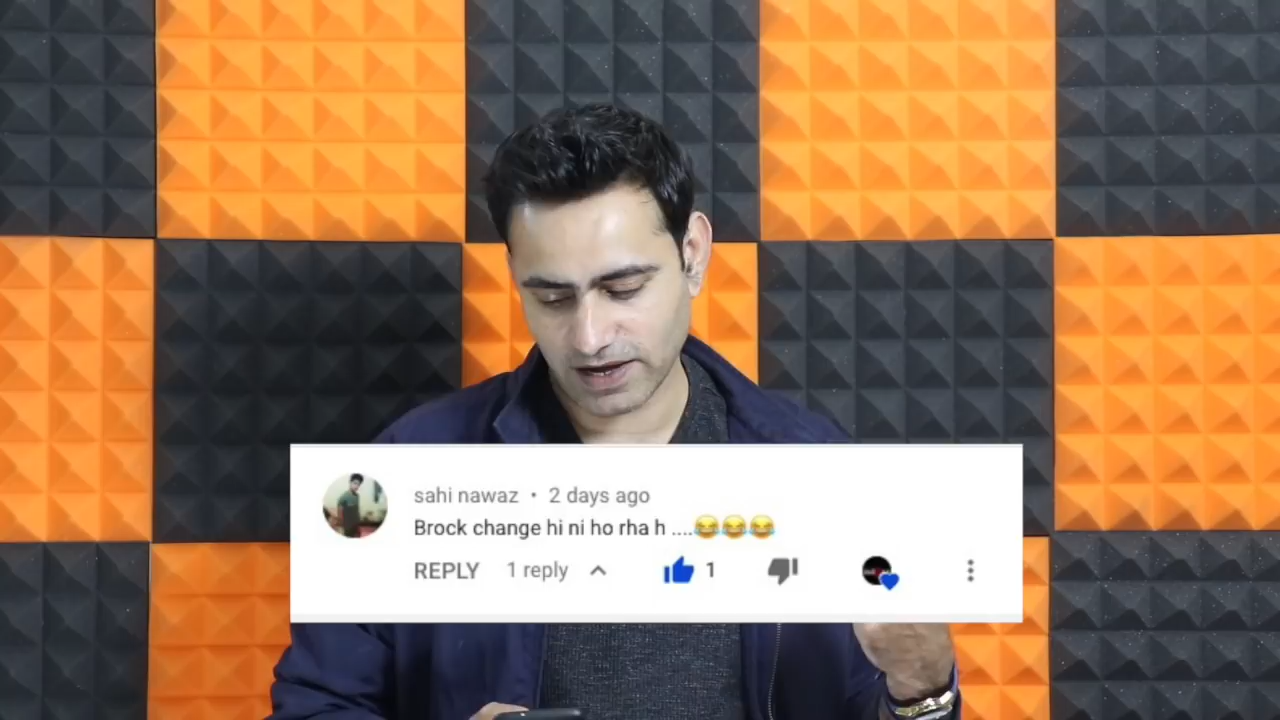 sahi nawaz • 2 days ago
Brock change hi ni ho rha h ....😂😂😂
REPLY 1 reply 1